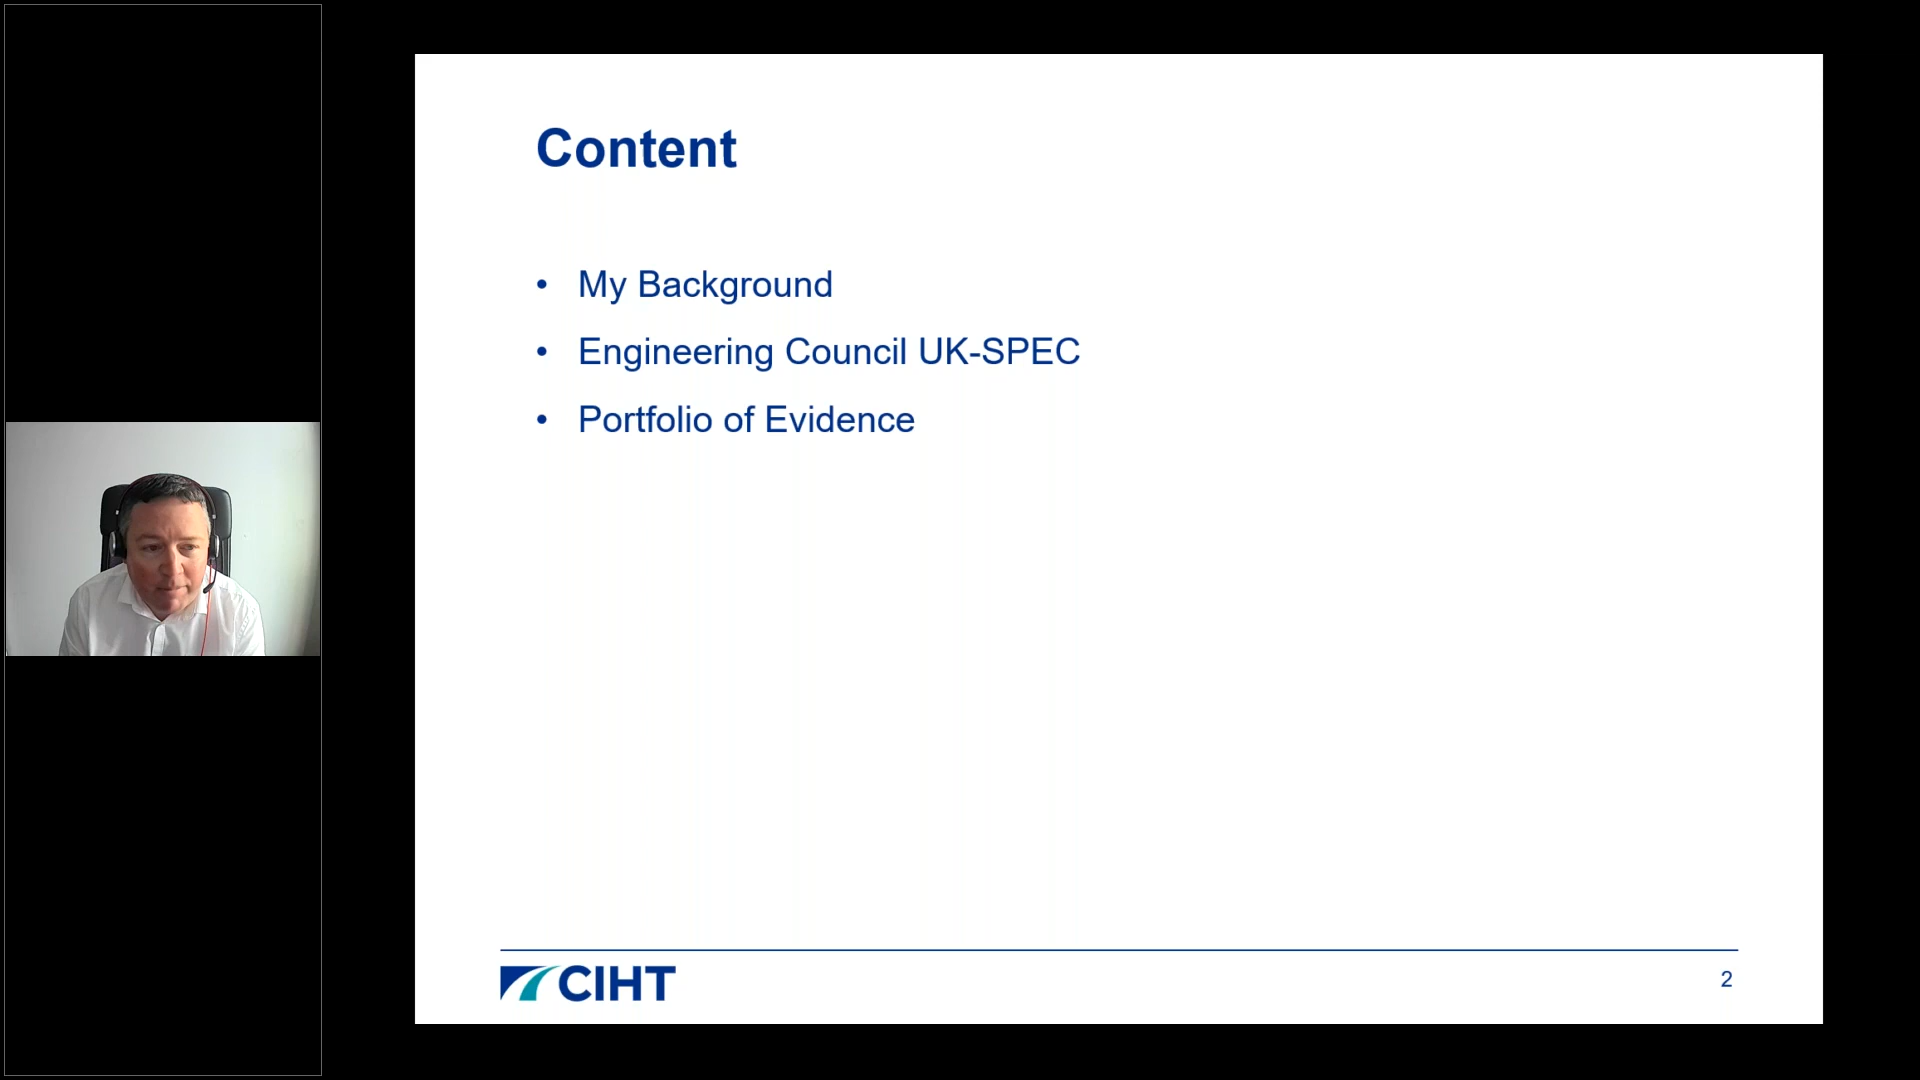 Content
• My Background
• Engineering Council UK-SPEC
• Portfolio of Evidence
CIHT
2